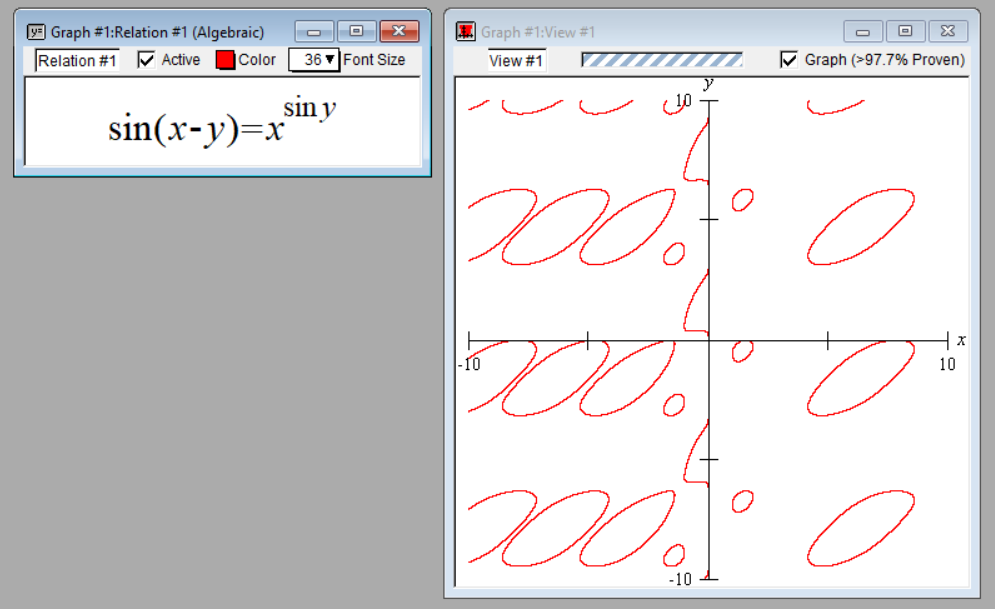 Graph #1:Relation #1 (Algebraic)
Relation #1 Active Color 36 Font Size
sin(x-y)=x^sin y
Graph #1:View #1
View #1 Graph (>97.7% Proven)
y
10
x
-10 10
-10